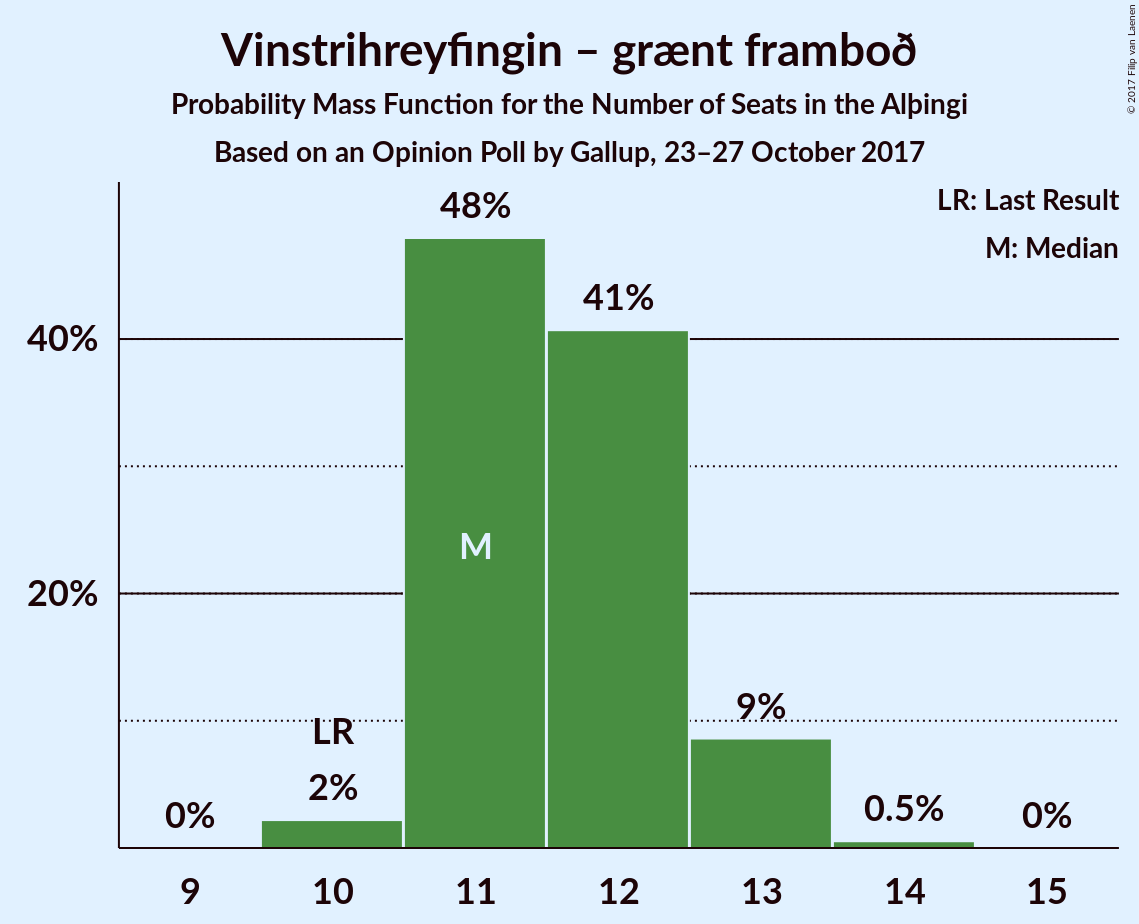 Vinstrihreyfingin – grænt framboð
Probability Mass Function for the Number of Seats in the Alþingi
Based on an Opinion Poll by Gallup, 23–27 October 2017
© 2017 Filip van Laenen
LR: Last Result
M: Median
48%
41%
40%
M
20%
9%
LR
2%
0%
0.5%
0%
9 10 11 12 13 14 15